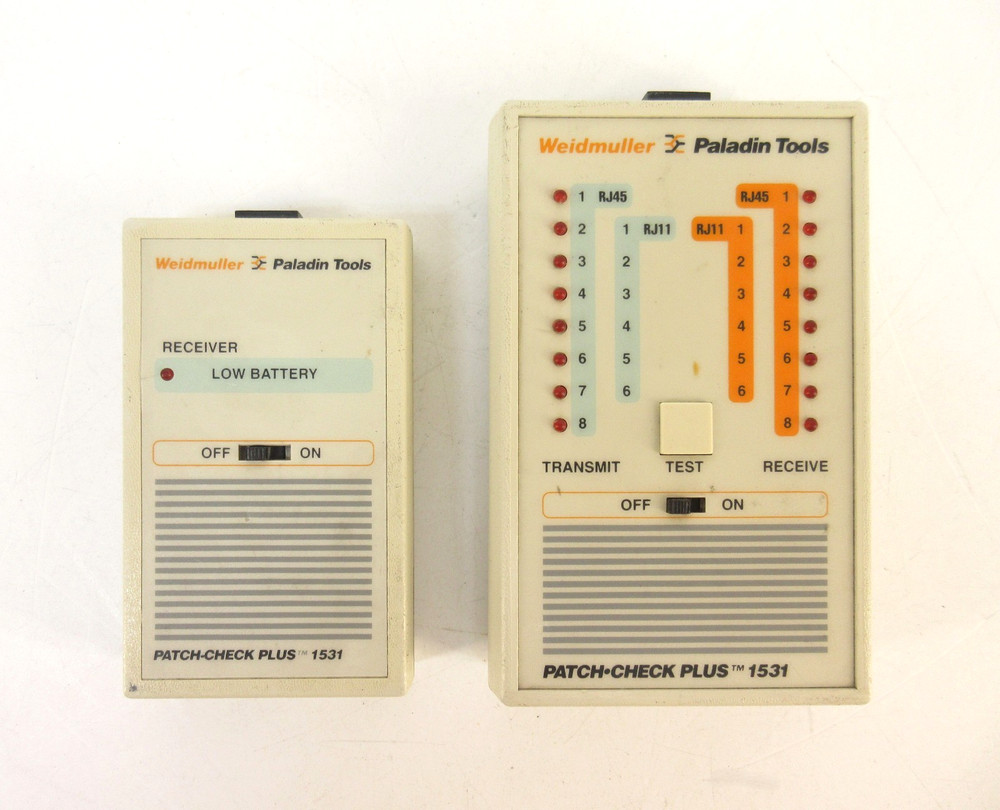 Weidmuller Paladin Tools
RECEIVER
LOW BATTERY
OFF ON
PATCH-CHECK PLUS™ 1531
Weidmuller Paladin Tools
1 RJ45 RJ45 1
2 1 RJ11 RJ11 1 2
3 2 2 3
4 3 3 4
5 4 4 5
6 5 5 6
7 6 6 7
8 8
TRANSMIT TEST RECEIVE
OFF ON
PATCH•CHECK PLUS™ 1531